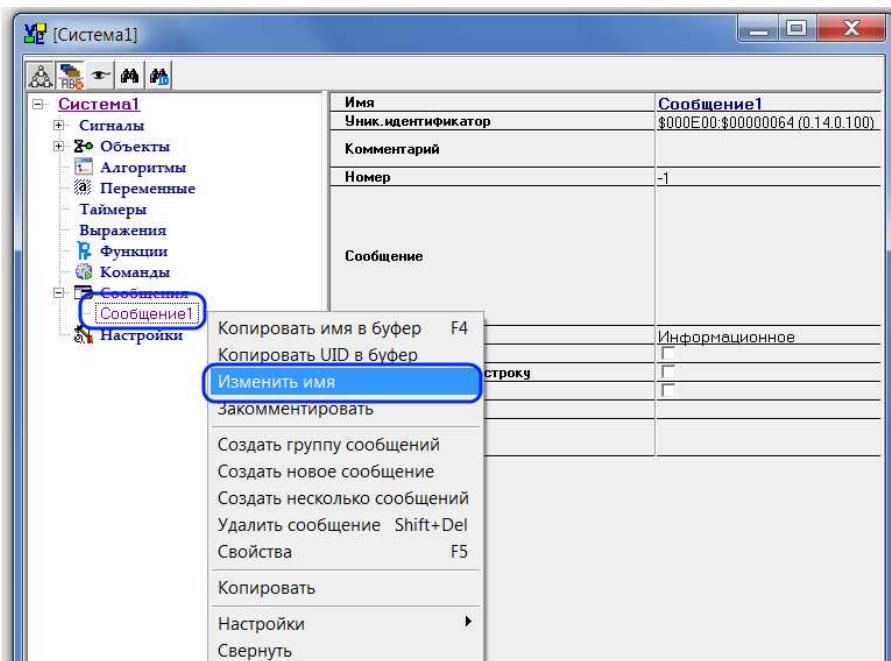 [Система1]
Система1
Сигналы
Объекты
Алгоритмы
Переменные
Таймеры
Выражения
Функции
Команды
Сообщения
Сообщение1
Настройки
Имя Сообщение1
Уник.идентификатор $000E00:$00000064 (0.14.0.100)
Комментарий
Номер -1
Сообщение
Информационное
строку
Копировать имя в буфер F4
Копировать UID в буфер
Изменить имя
Закомментировать
Создать группу сообщений
Создать новое сообщение
Создать несколько сообщений
Удалить сообщение Shift+Del
Свойства F5
Копировать
Настройки
Свернуть